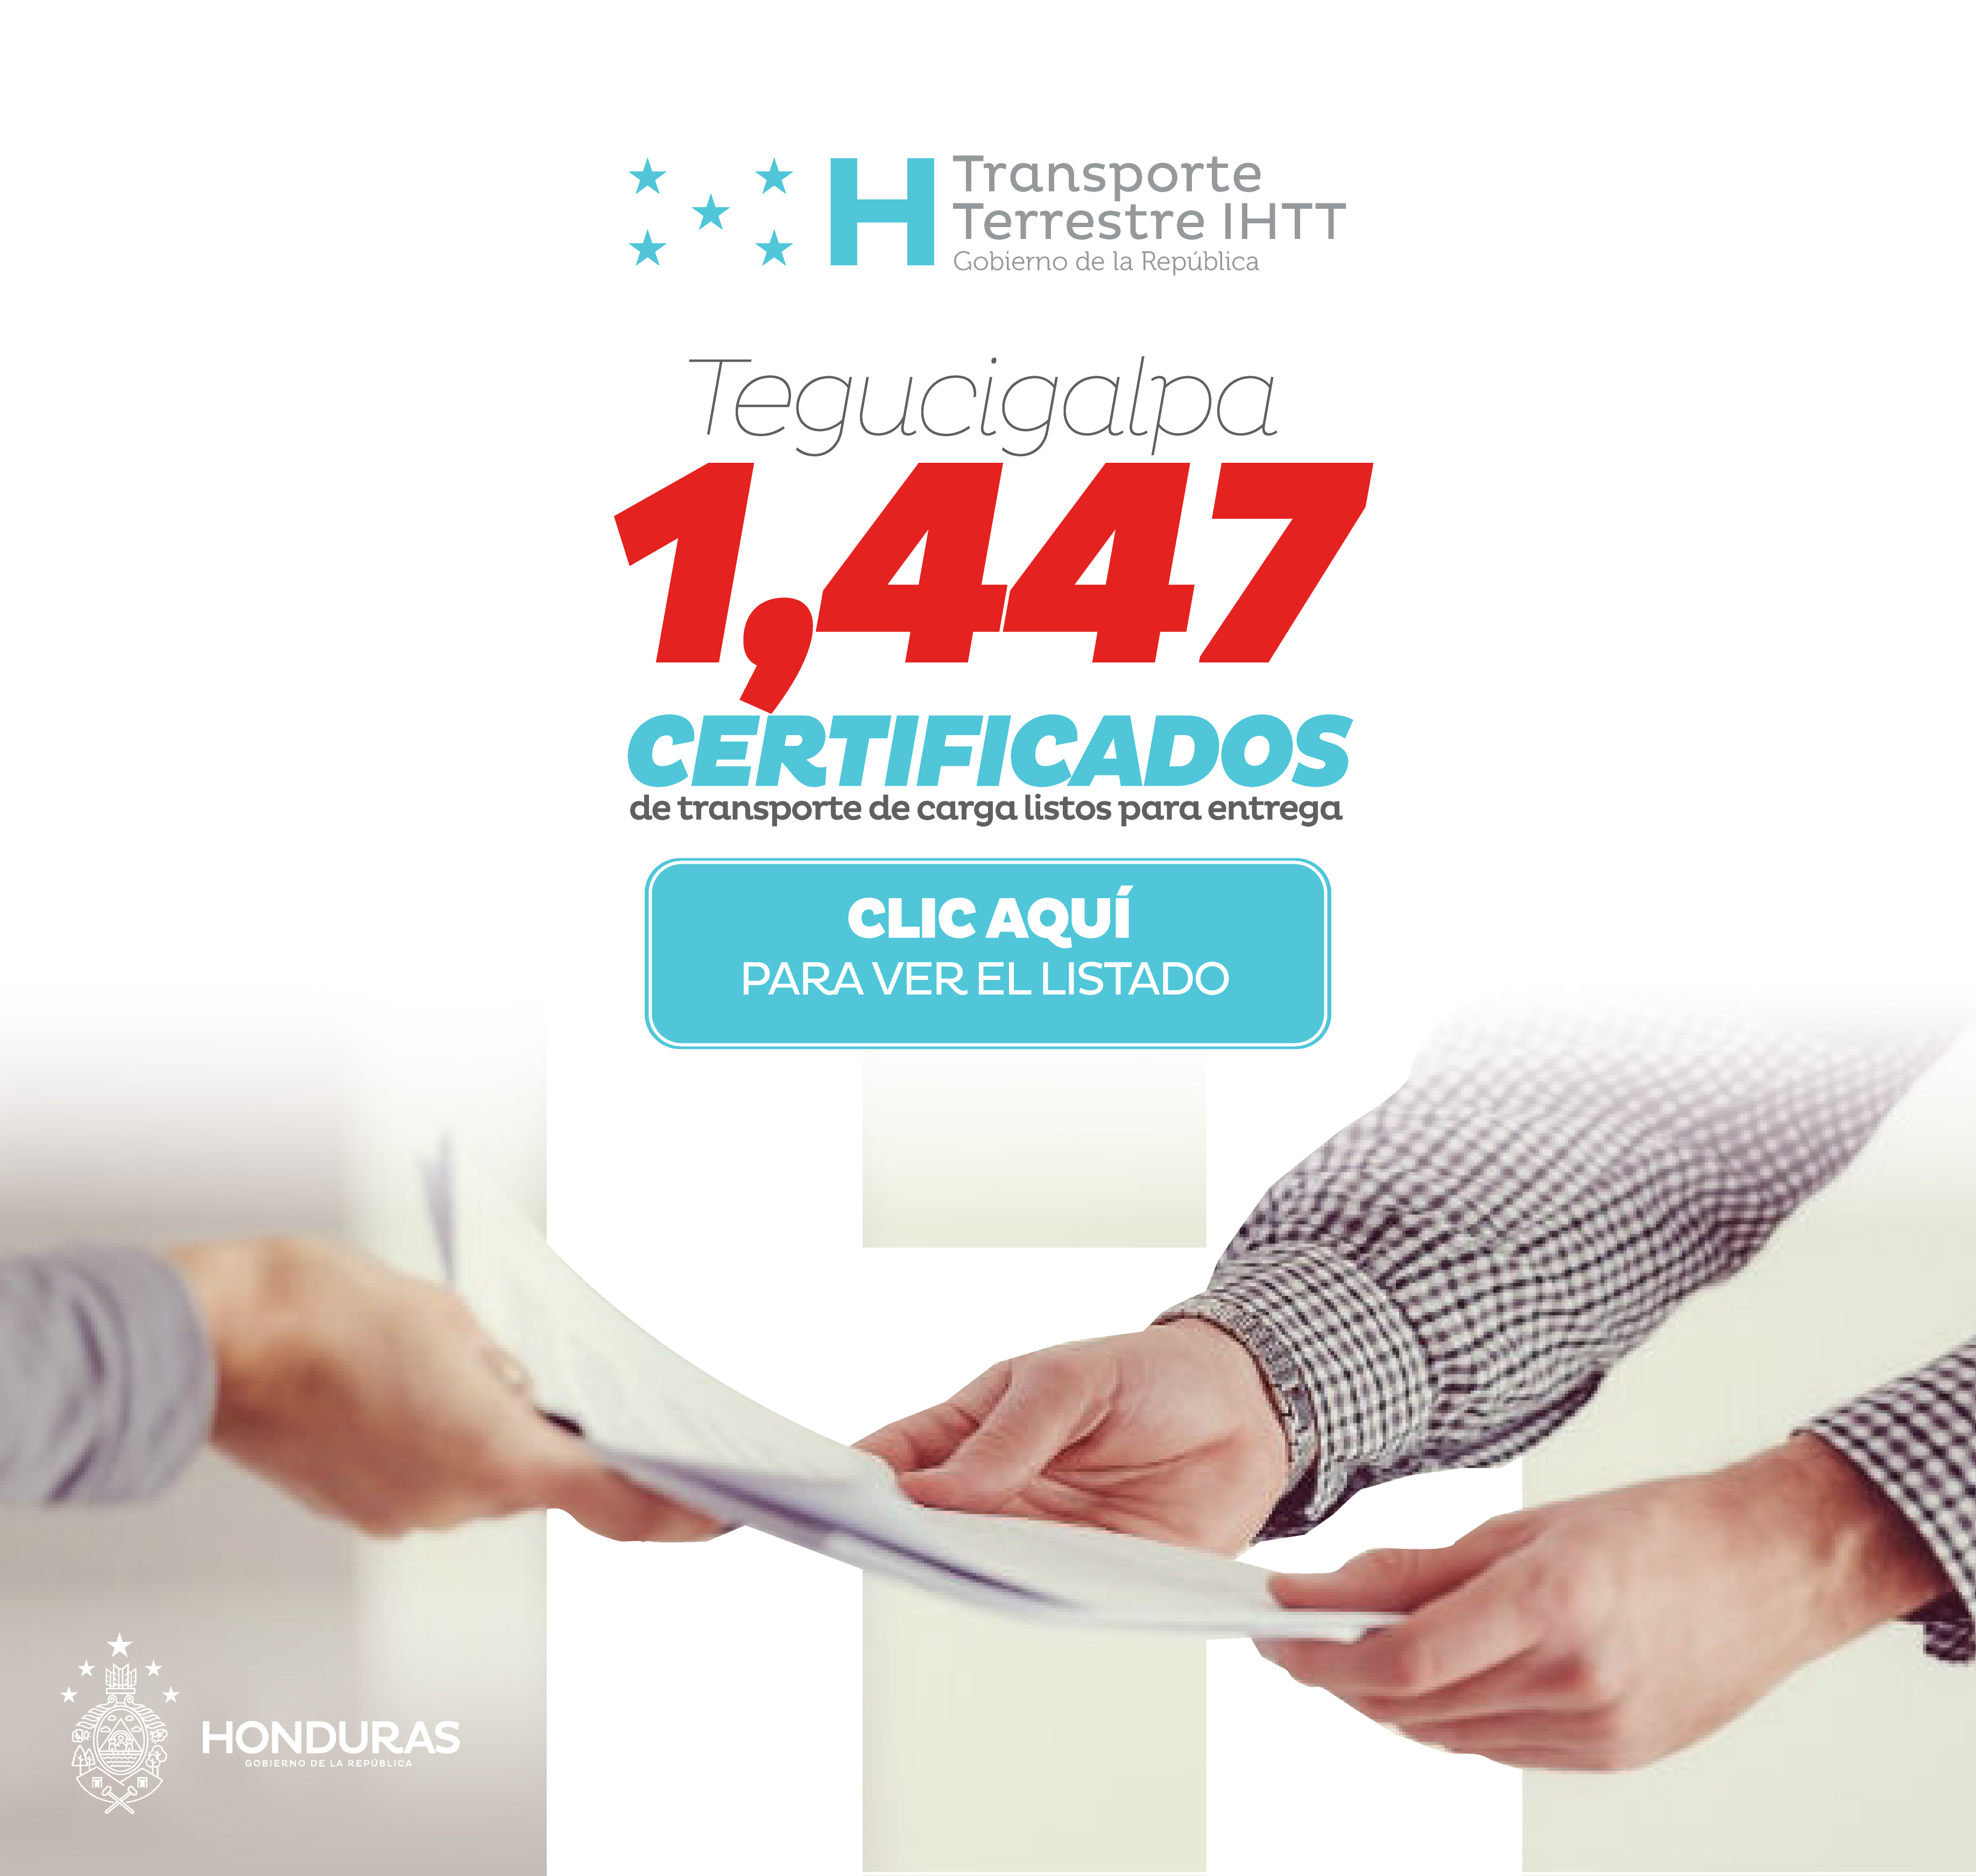 H Transporte
Terrestre IHTT
Gobierno de la República
Tegucigalpa
1,447
CERTIFICADOS
de transporte de carga listos para entrega
CLIC AQUÍ
PARA VER EL LISTADO
HONDURAS
GOBIERNO DE LA REPÚBLICA